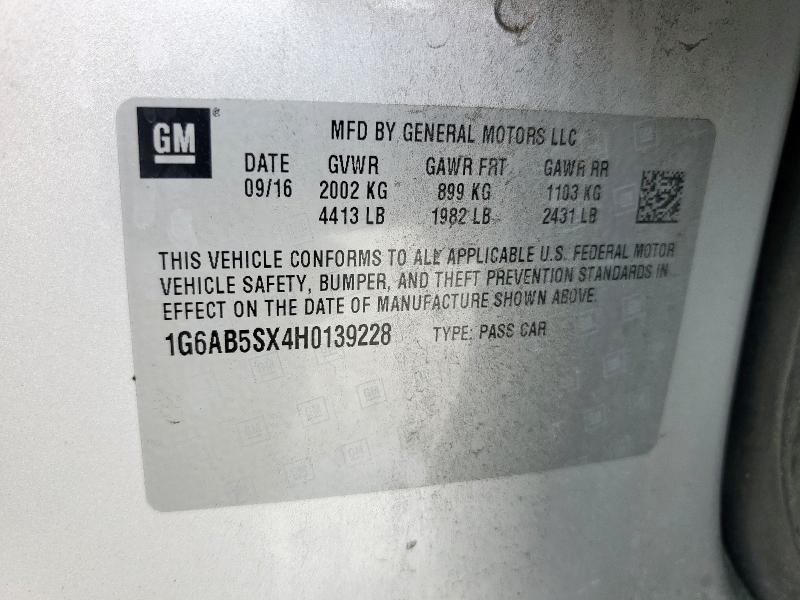 GM
MFD BY GENERAL MOTORS LLC
DATE GVWR GAWR FRT GAWR RR
09/16 2002 KG 899 KG 1103 KG
4413 LB 1982 LB 2431 LB
THIS VEHICLE CONFORMS TO ALL APPLICABLE U.S. FEDERAL MOTOR
VEHICLE SAFETY, BUMPER, AND THEFT PREVENTION STANDARDS IN
EFFECT ON THE DATE OF MANUFACTURE SHOWN ABOVE.
1G6AB5SX4H0139228 TYPE: PASS CAR